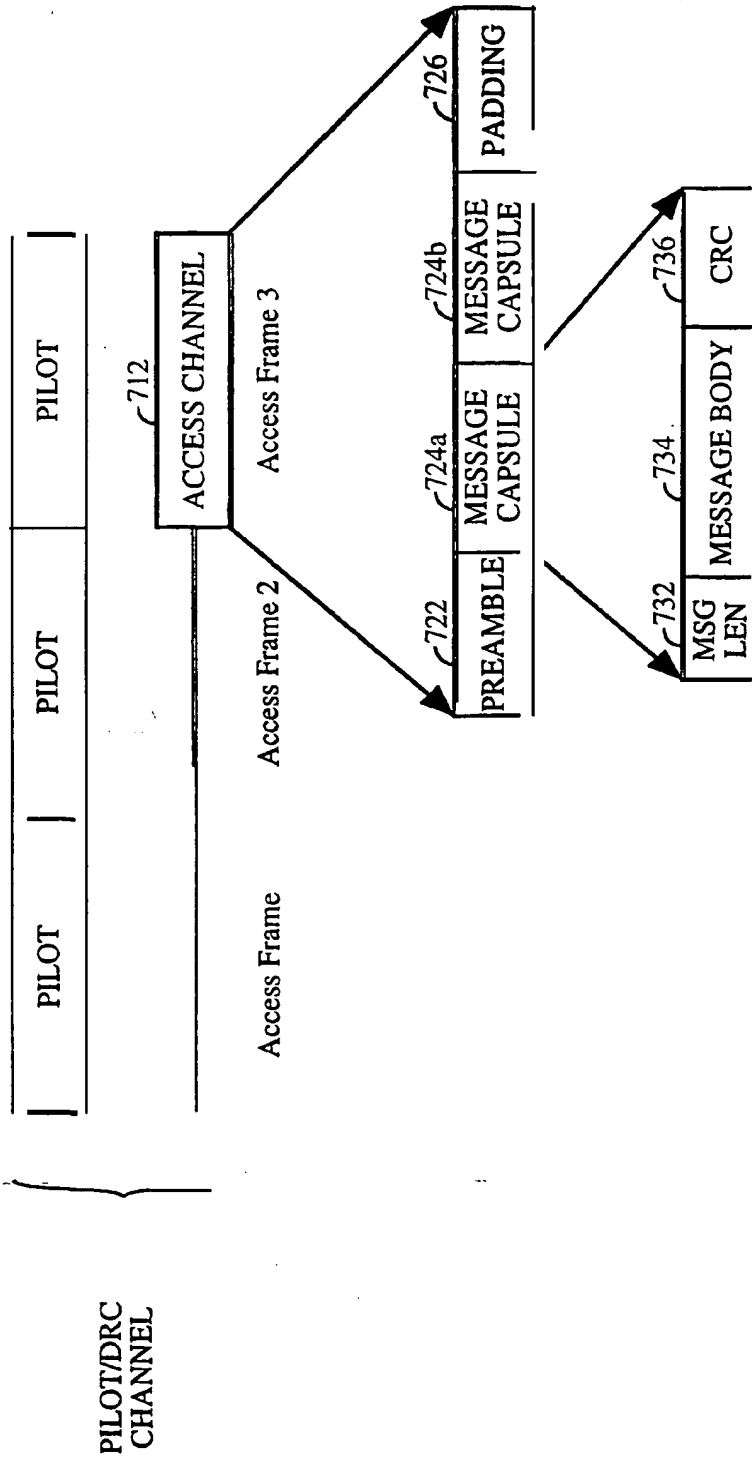 PILOT/DRC
CHANNEL
PILOT
PILOT
PILOT
712
ACCESS CHANNEL
Access Frame
Access Frame 2
Access Frame 3
722
724a
724b
726
PREAMBLE
MESSAGE
CAPSULE
MESSAGE
CAPSULE
PADDING
732
734
736
MSG
LEN
MESSAGE BODY
CRC